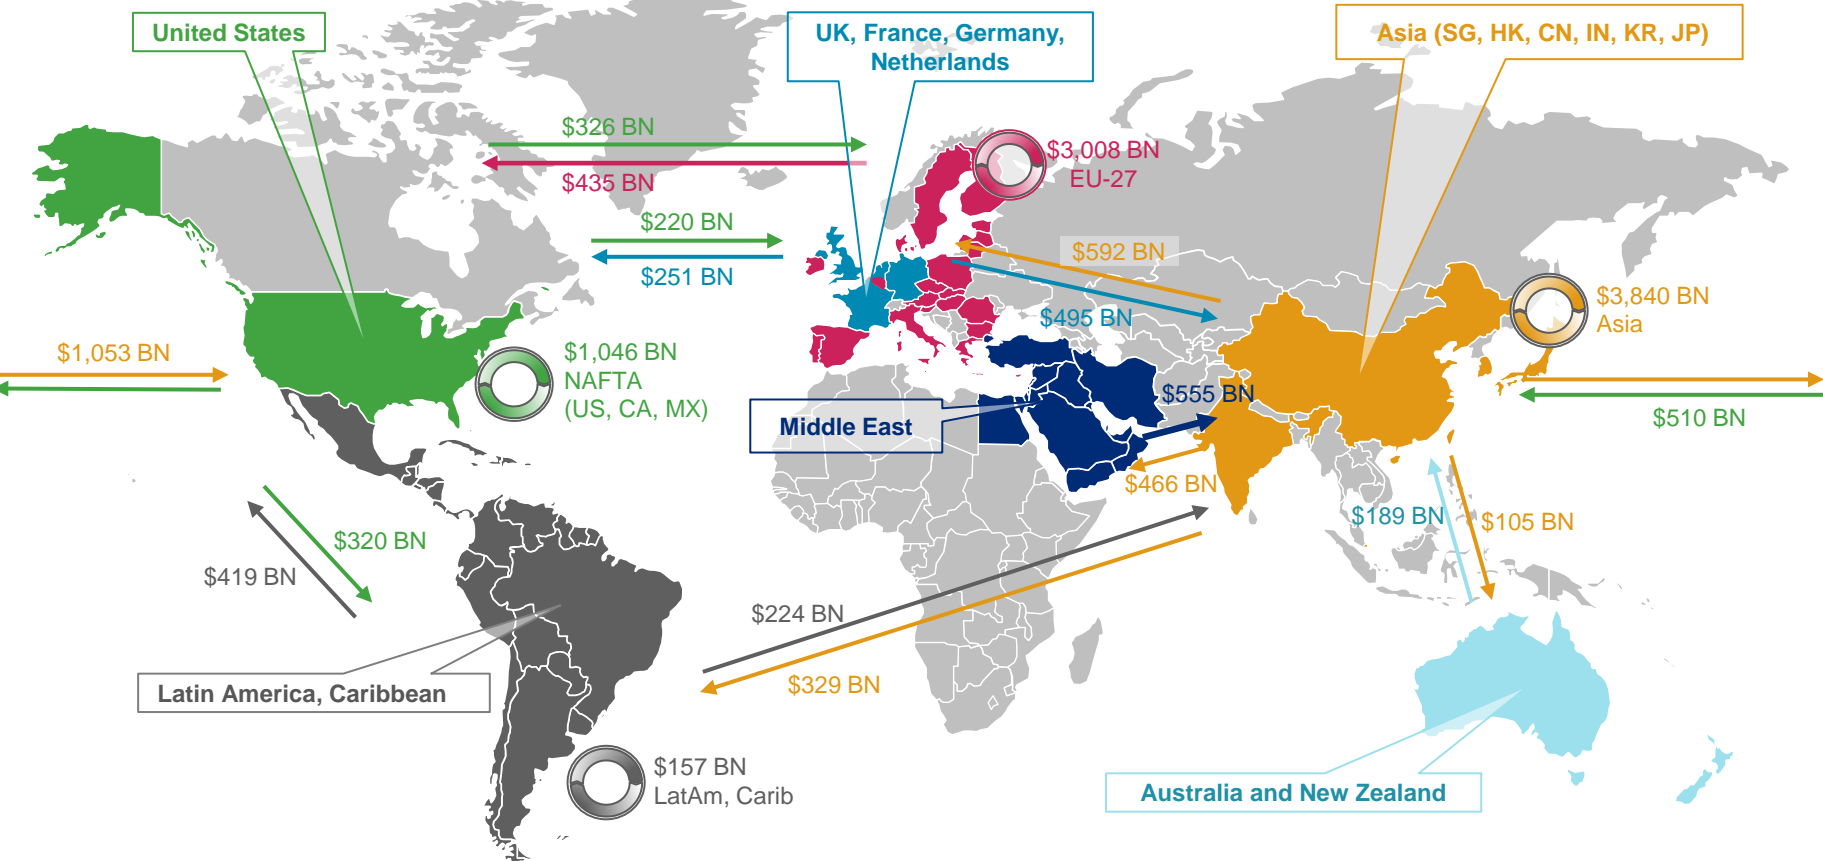 United States
UK, France, Germany,
Netherlands
Asia (SG, HK, CN, IN, KR, JP)
$326 BN
$435 BN
$3,008 BN
EU-27
$220 BN
$251 BN
$592 BN
$495 BN
$3,840 BN
Asia
$1,053 BN
$1,046 BN
NAFTA
(US, CA, MX)
$555 BN
$510 BN
Middle East
$466 BN
$189 BN
$105 BN
$320 BN
$419 BN
$224 BN
$329 BN
Latin America, Caribbean
$157 BN
LatAm, Carib
Australia and New Zealand